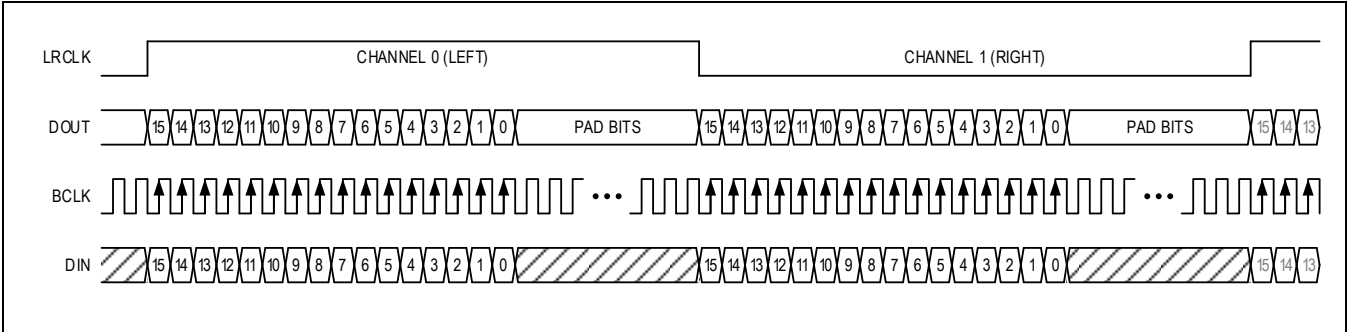 LRCLK CHANNEL 0 (LEFT) CHANNEL 1 (RIGHT)
DOUT 15 14 13 12 11 10 9 8 7 6 5 4 3 2 1 0 PAD BITS 15 14 13 12 11 10 9 8 7 6 5 4 3 2 1 0 PAD BITS 15 14 13
BCLK
DIN 15 14 13 12 11 10 9 8 7 6 5 4 3 2 1 0 15 14 13 12 11 10 9 8 7 6 5 4 3 2 1 0 15 14 13